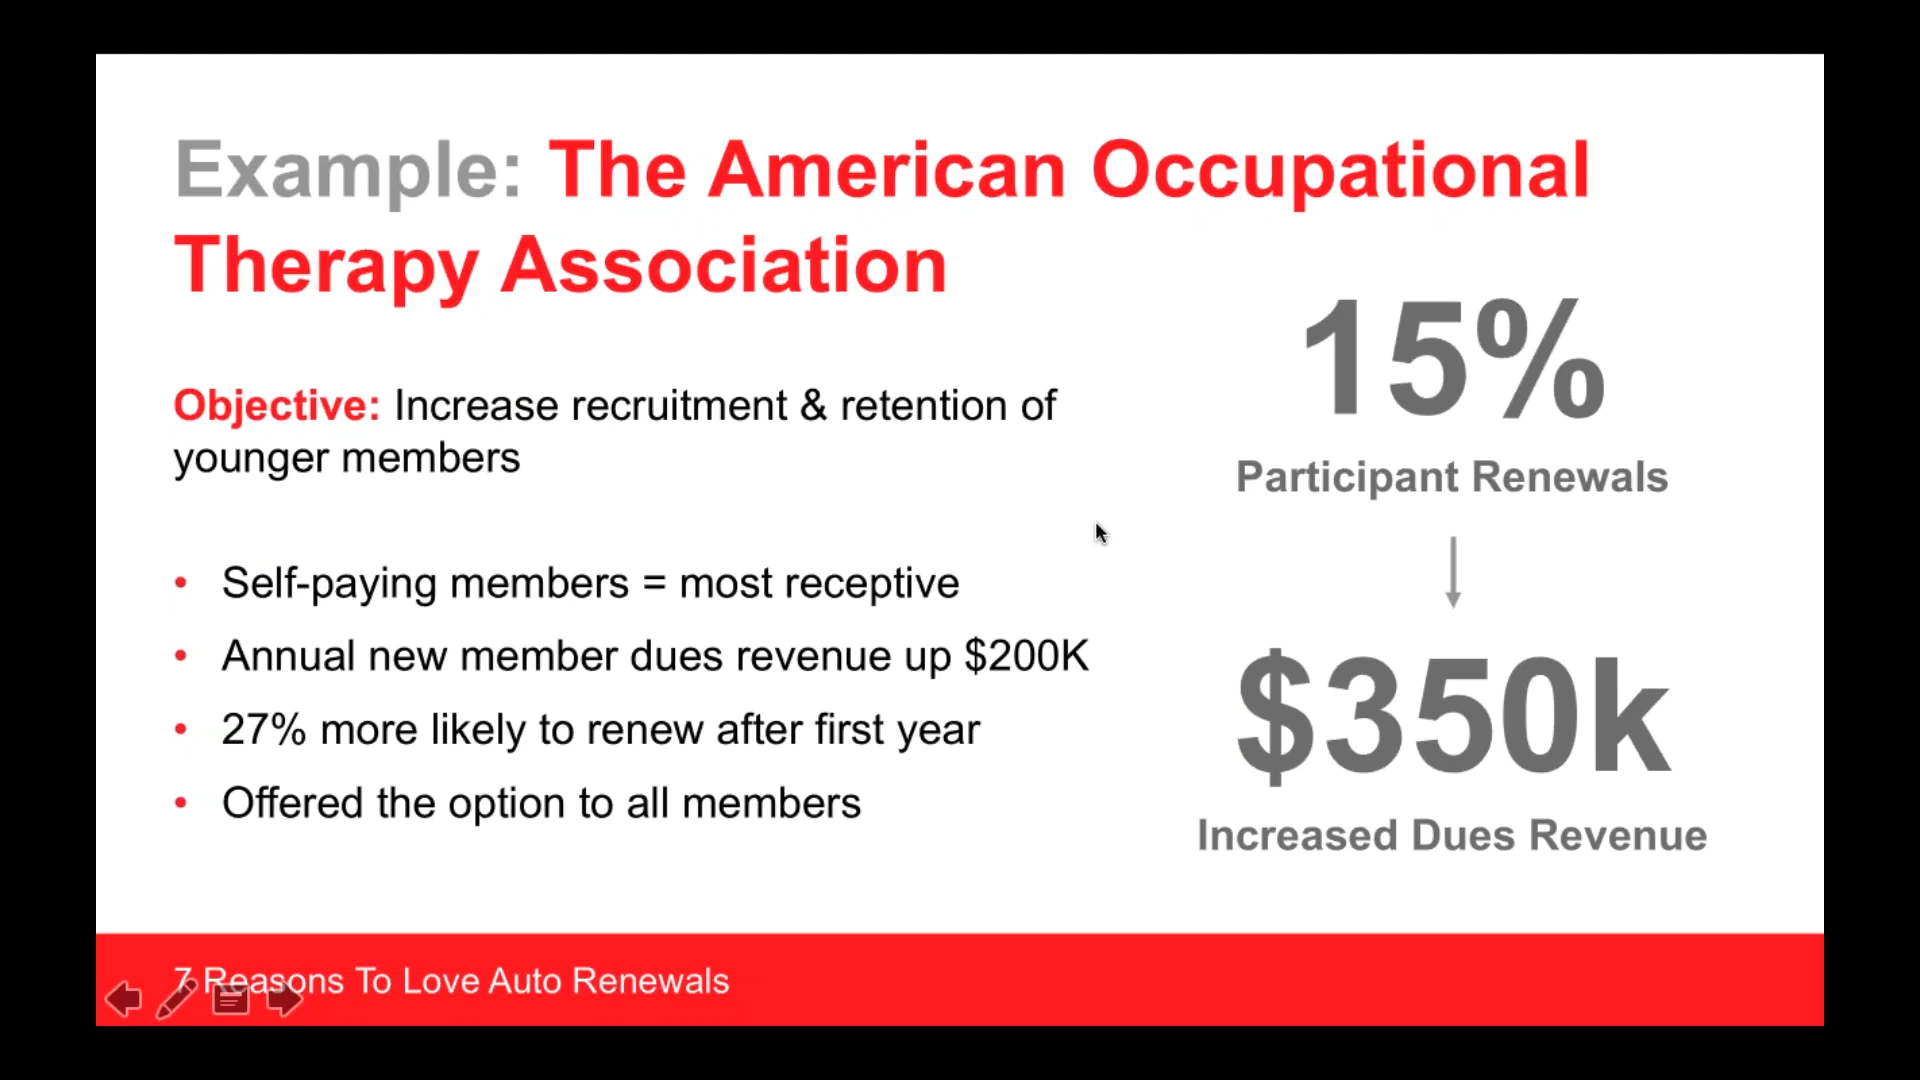 Example: The American Occupational
Therapy Association
Objective: Increase recruitment & retention of
younger members
• Self-paying members = most receptive
• Annual new member dues revenue up $200K
• 27% more likely to renew after first year
• Offered the option to all members
15%
Participant Renewals
$350k
Increased Dues Revenue
7 Reasons To Love Auto Renewals